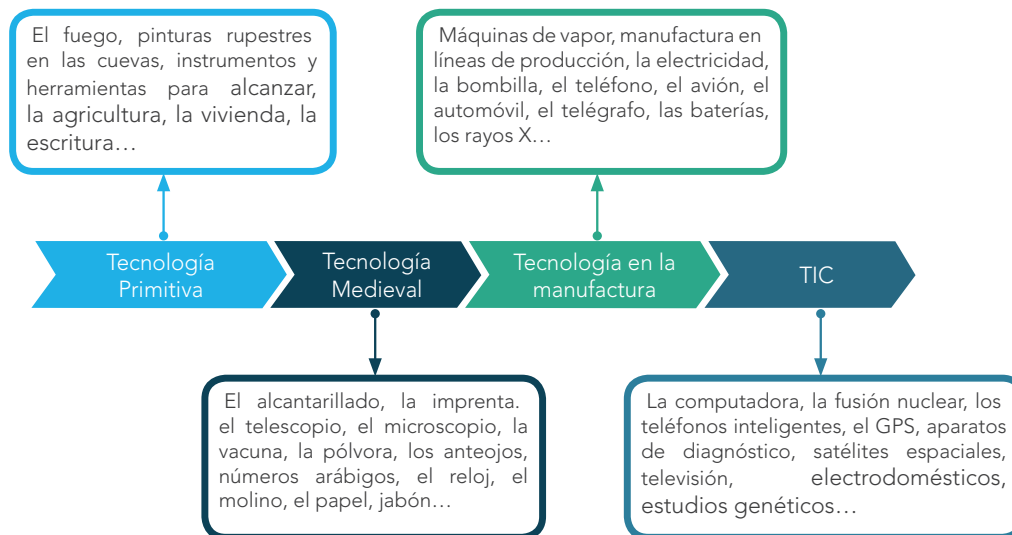 El fuego, pinturas rupestres
en las cuevas, instrumentos y
herramientas para alcanzar,
la agricultura, la vivienda, la
escritura…
Máquinas de vapor, manufactura en
líneas de producción, la electricidad,
la bombilla, el teléfono, el avión, el
automóvil, el telégrafo, las baterías,
los rayos X…
Tecnología
Primitiva
Tecnología
Medieval
Tecnología en la
manufactura
TIC
El alcantarillado, la imprenta.
el telescopio, el microscopio, la
vacuna, la pólvora, los anteojos,
números arábigos, el reloj, el
molino, el papel, jabón…
La computadora, la fusión nuclear, los
teléfonos inteligentes, el GPS, aparatos
de diagnóstico, satélites espaciales,
televisión, electrodomésticos,
estudios genéticos…